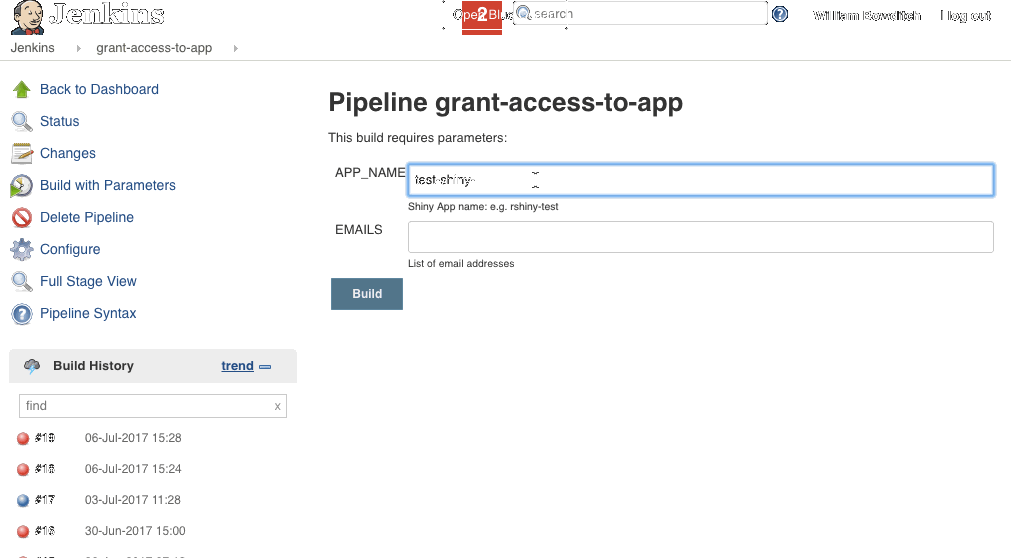 Jenkins
2
search
William Bowditch
log out
Jenkins
grant-access-to-app
Back to Dashboard
Status
Changes
Build with Parameters
Delete Pipeline
Configure
Full Stage View
Pipeline Syntax
Pipeline grant-access-to-app
This build requires parameters:
APP_NAME
test-shiny
Shiny App name: e.g. rshiny-test
EMAILS
List of email addresses
Build
Build History
trend
find
x
#19 06-Jul-2017 15:28
#18 06-Jul-2017 15:24
#17 03-Jul-2017 11:28
#16 30-Jun-2017 15:00